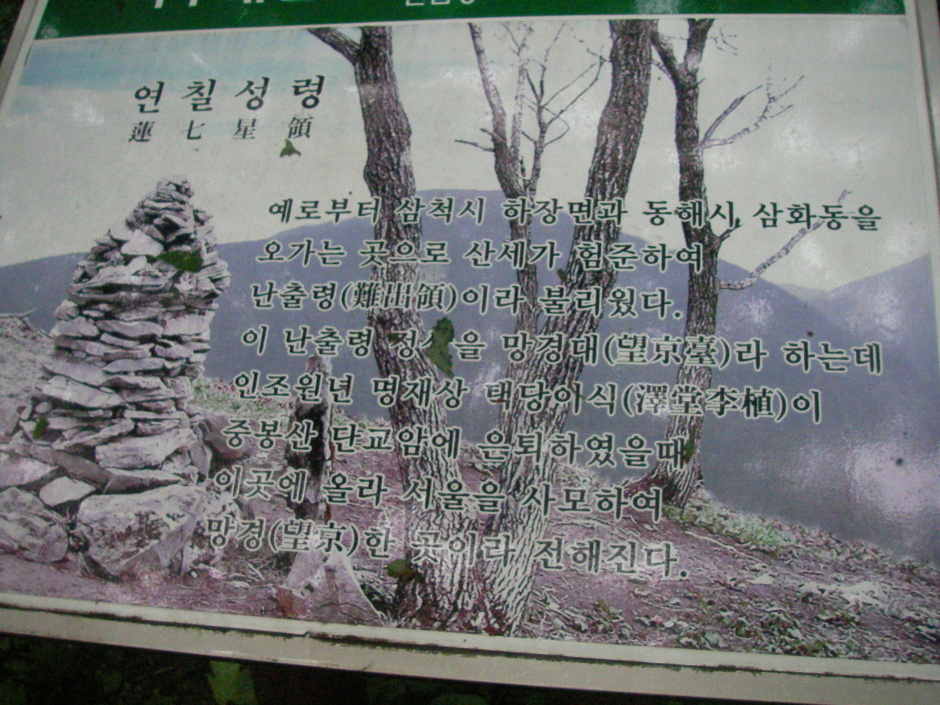 연칠성령
蓮七星領
예로부터 삼척시 하장면과 동해시 삼화동을
오가는 곳으로 산세가 험준하여
난출령(難出領)이라 불리웠다.
이 난출령 정상을 망경대(望京臺)라 하는데
인조원년 명재상 택당이식(澤堂李植)이
중봉산 단교암에 은퇴하였을때
이곳에 올라 서울을 사모하여
망경(望京)한 곳이라 전해진다.